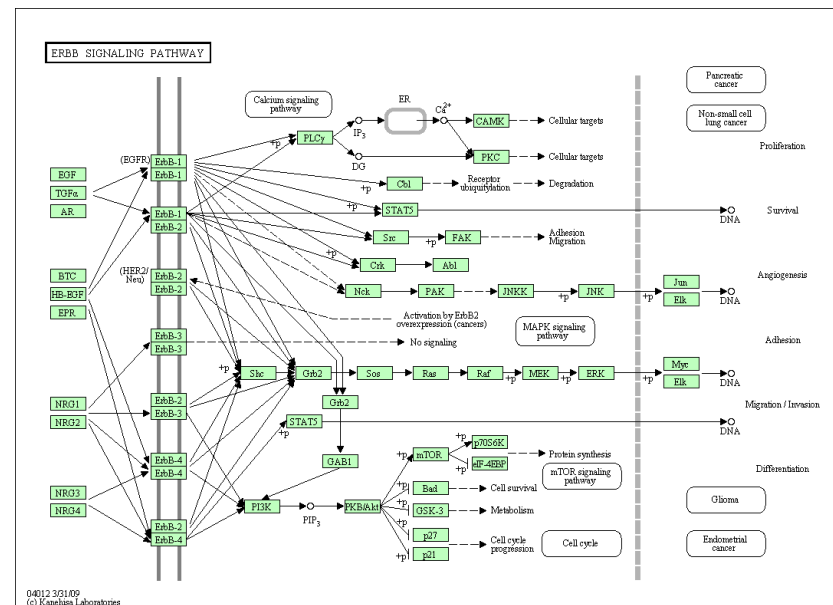 ERBB SIGNALING PATHWAY
Calcium signaling
pathway
ER
Ca2+
IP3
DG
PLCγ
+p
CAMK
Cellular targets
PKC
Cellular targets
Pancreatic
cancer
Non-small cell
lung cancer
Proliferation
(EGFR)
ErbB-1
ErbB-1
EGF
TGFα
AR
ErbB-1
ErbB-2
+p
Cbl
Receptor
ubiquitylation
Degradation
STAT5
DNA
Survival
Src
+p
FAK
Adhesion
Migration
+p
Crk
Abl
BTC
HB-EGF
EPR
(HER2/
Neu)
ErbB-2
ErbB-2
Nck
PAK
JNKK
+p
JNK
+p
Jun
Elk
DNA
Angiogenesis
Activation by ErbB2
overexpression (cancers)
No signaling
MAPK signaling
pathway
ErbB-3
ErbB-3
Adhesion
+p
Shc
Grb2
Sos
Ras
Raf
+p
MEK
+p
ERK
+p
Myc
Elk
DNA
NRG1
NRG2
ErbB-2
ErbB-3
Grb2
STAT5
+p
DNA
Migration / Invasion
ErbB-4
ErbB-4
GAB1
+p
mTOR
+p
p70S6K
+p
eIF-4EBP
Protein synthesis
mTOR signaling
pathway
Differentiation
NRG3
NRG4
ErbB-2
ErbB-4
PI3K
PIP3
PKB/Akt
+p
Bad
Cell survival
+p
GSK-3
Metabolism
+p
p27
+p
p21
Cell cycle
progression
Cell cycle
Glioma
Endometrial
cancer
04012 3/31/09
(c) Kanehisa Laboratories